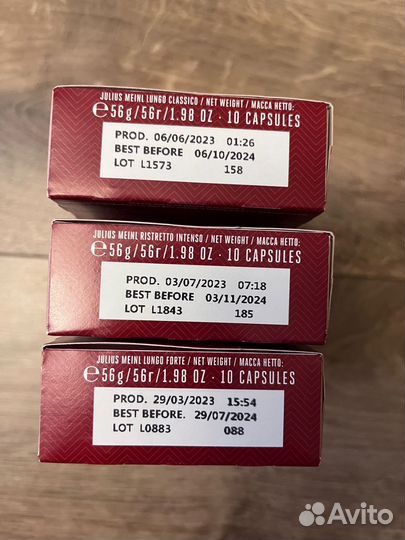 JULIUS MEINL LUNGO CLASSICO / NET WEIGHT / МАССА НЕТТО:
℮56g/56г/1.98 OZ · 10 CAPSULES
PROD. 06/06/2023 01:26
BEST BEFORE 06/10/2024
LOT L1573 158
JULIUS MEINL RISTRETTO INTENSO / NET WEIGHT / МАССА НЕТТО:
℮56g/56г/1.98 OZ · 10 CAPSULES
PROD. 03/07/2023 07:18
BEST BEFORE 03/11/2024
LOT L1843 185
JULIUS MEINL LUNGO FORTE / NET WEIGHT / МАССА НЕТТО:
℮56g/56г/1.98 OZ · 10 CAPSULES
PROD. 29/03/2023 15:54
BEST BEFORE. 29/07/2024
LOT L0883 088
Avito